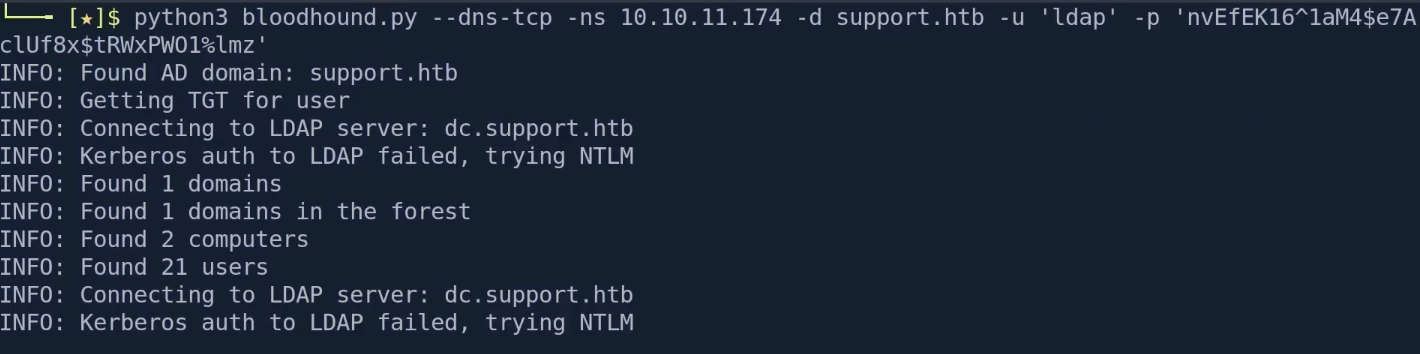 └──╼ [★]$ python3 bloodhound.py --dns-tcp -ns 10.10.11.174 -d support.htb -u 'ldap' -p 'nvEfEK16^1aM4$e7A
clUf8x$tRWxPWO1%lmz'
INFO: Found AD domain: support.htb
INFO: Getting TGT for user
INFO: Connecting to LDAP server: dc.support.htb
INFO: Kerberos auth to LDAP failed, trying NTLM
INFO: Found 1 domains
INFO: Found 1 domains in the forest
INFO: Found 2 computers
INFO: Found 21 users
INFO: Connecting to LDAP server: dc.support.htb
INFO: Kerberos auth to LDAP failed, trying NTLM